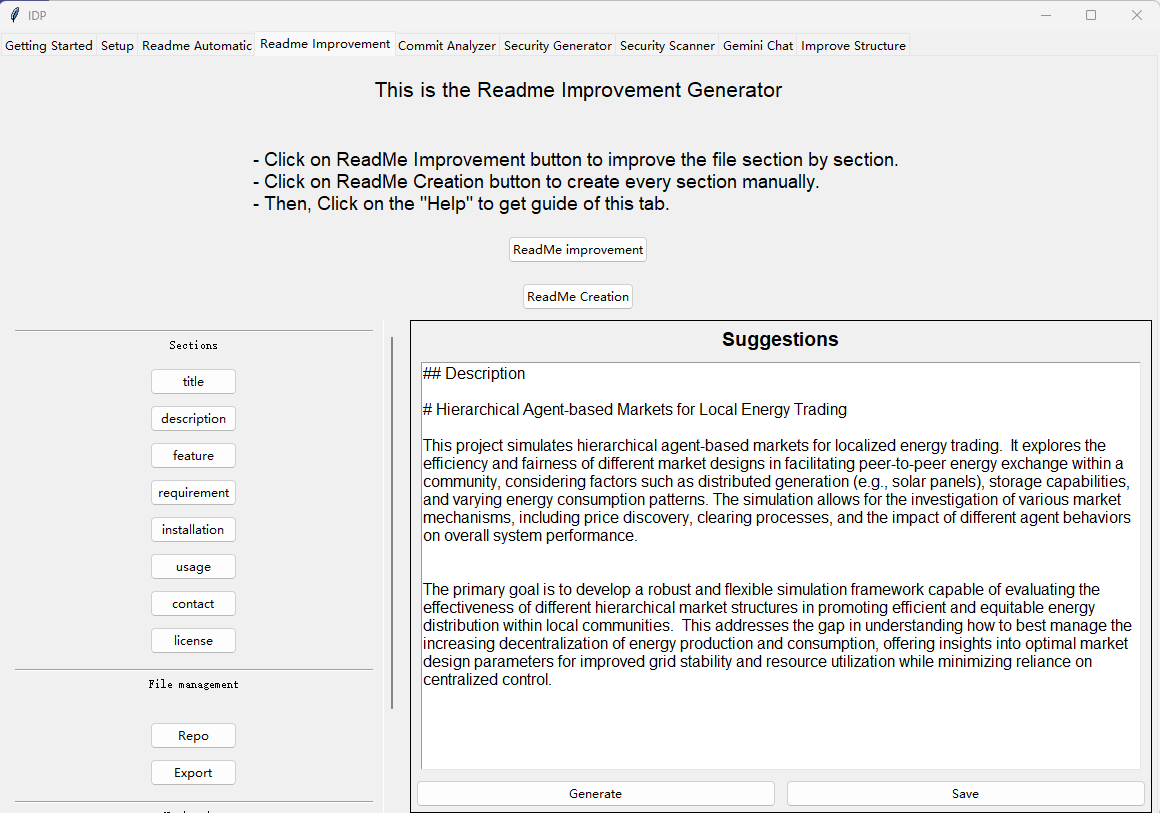 IDP
Getting Started Setup Readme Automatic Readme Improvement Commit Analyzer Security Generator Security Scanner Gemini Chat Improve Structure
This is the Readme Improvement Generator
- Click on ReadMe Improvement button to improve the file section by section.
- Click on ReadMe Creation button to create every section manually.
- Then, Click on the "Help" to get guide of this tab.
ReadMe improvement
ReadMe Creation
Sections
title
description
feature
requirement
installation
usage
contact
license
File management
Repo
Export
Suggestions
## Description
# Hierarchical Agent-based Markets for Local Energy Trading
This project simulates hierarchical agent-based markets for localized energy trading.  It explores the
efficiency and fairness of different market designs in facilitating peer-to-peer energy exchange within a
community, considering factors such as distributed generation (e.g., solar panels), storage capabilities,
and varying energy consumption patterns. The simulation allows for the investigation of various market
mechanisms, including price discovery, clearing processes, and the impact of different agent behaviors
on overall system performance.
The primary goal is to develop a robust and flexible simulation framework capable of evaluating the
effectiveness of different hierarchical market structures in promoting efficient and equitable energy
distribution within local communities.  This addresses the gap in understanding how to best manage the
increasing decentralization of energy production and consumption, offering insights into optimal market
design parameters for improved grid stability and resource utilization while minimizing reliance on
centralized control.
Generate
Save